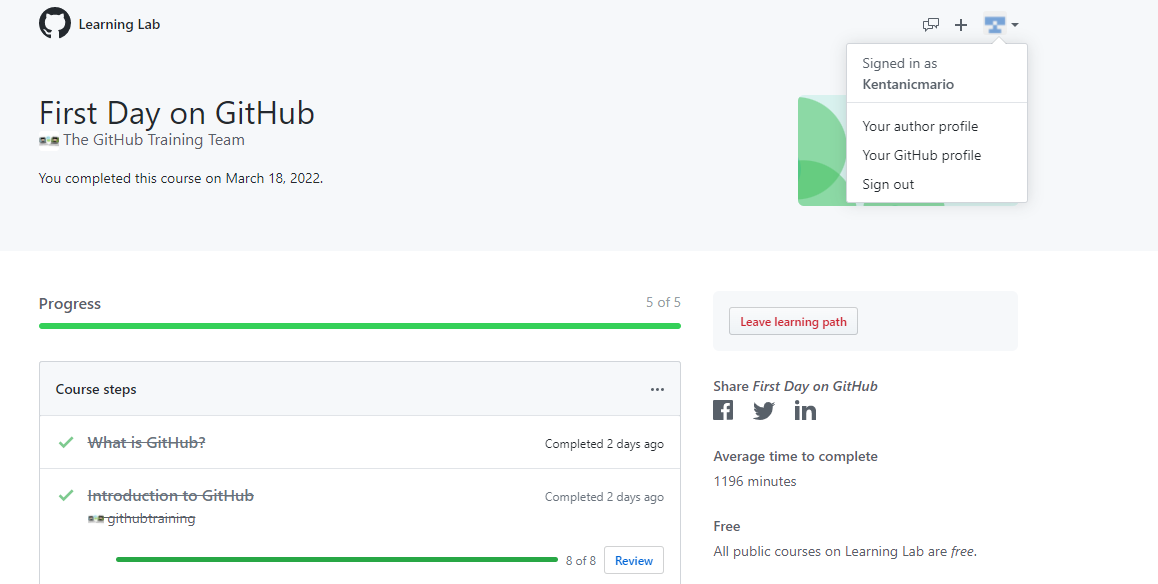 Learning Lab
Signed in as
Kentanicmario
Your author profile
Your GitHub profile
Sign out
First Day on GitHub
The GitHub Training Team
You completed this course on March 18, 2022.
Progress
5 of 5
Course steps
What is GitHub?
Completed 2 days ago
Introduction to GitHub
Completed 2 days ago
githubtraining
8 of 8
Review
Leave learning path
Share First Day on GitHub
Average time to complete
1196 minutes
Free
All public courses on Learning Lab are free.